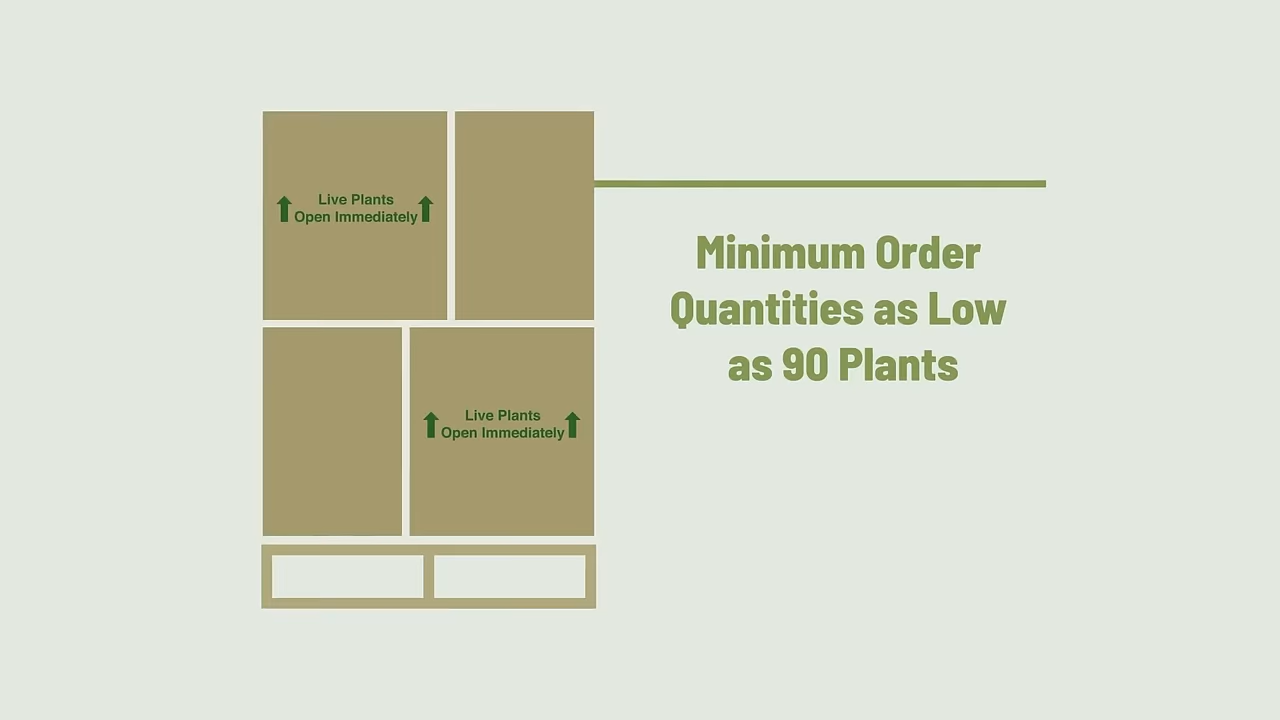 Live Plants
Open Immediately
Live Plants
Open Immediately
Minimum Order
Quantities as Low
as 90 Plants